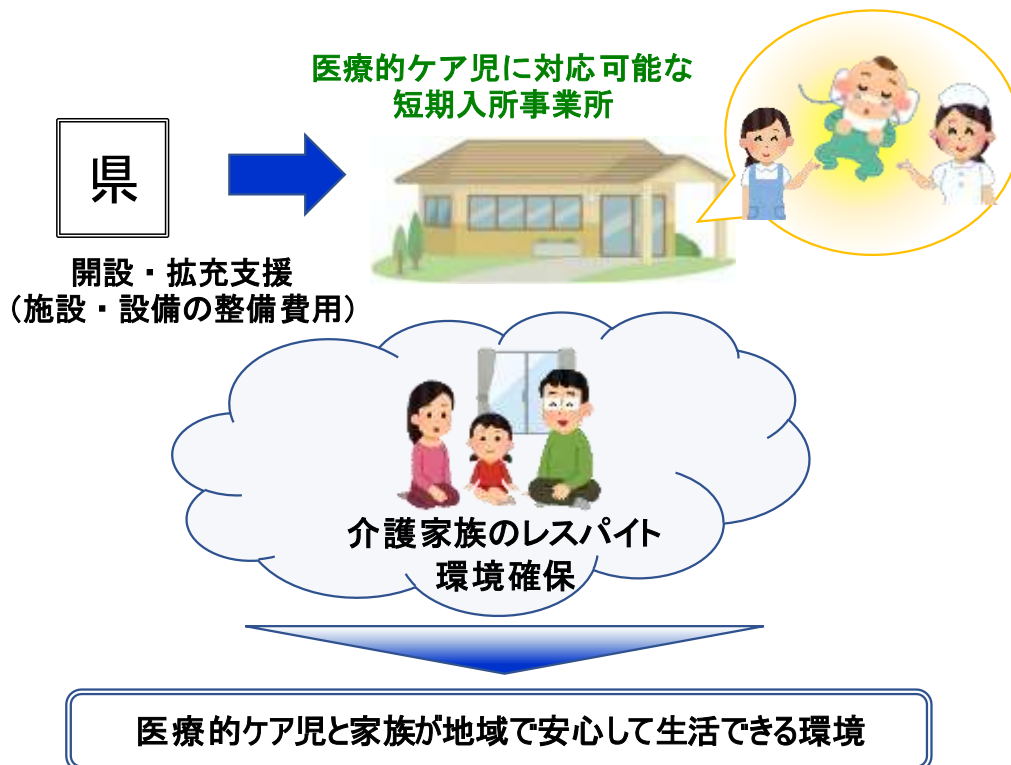 医療的ケア児に対応可能な
短期入所事業所
県
開設・拡充支援
（施設・設備の整備費用）
介護家族のレスパイト
環境確保
医療的ケア児と家族が地域で安心して生活できる環境